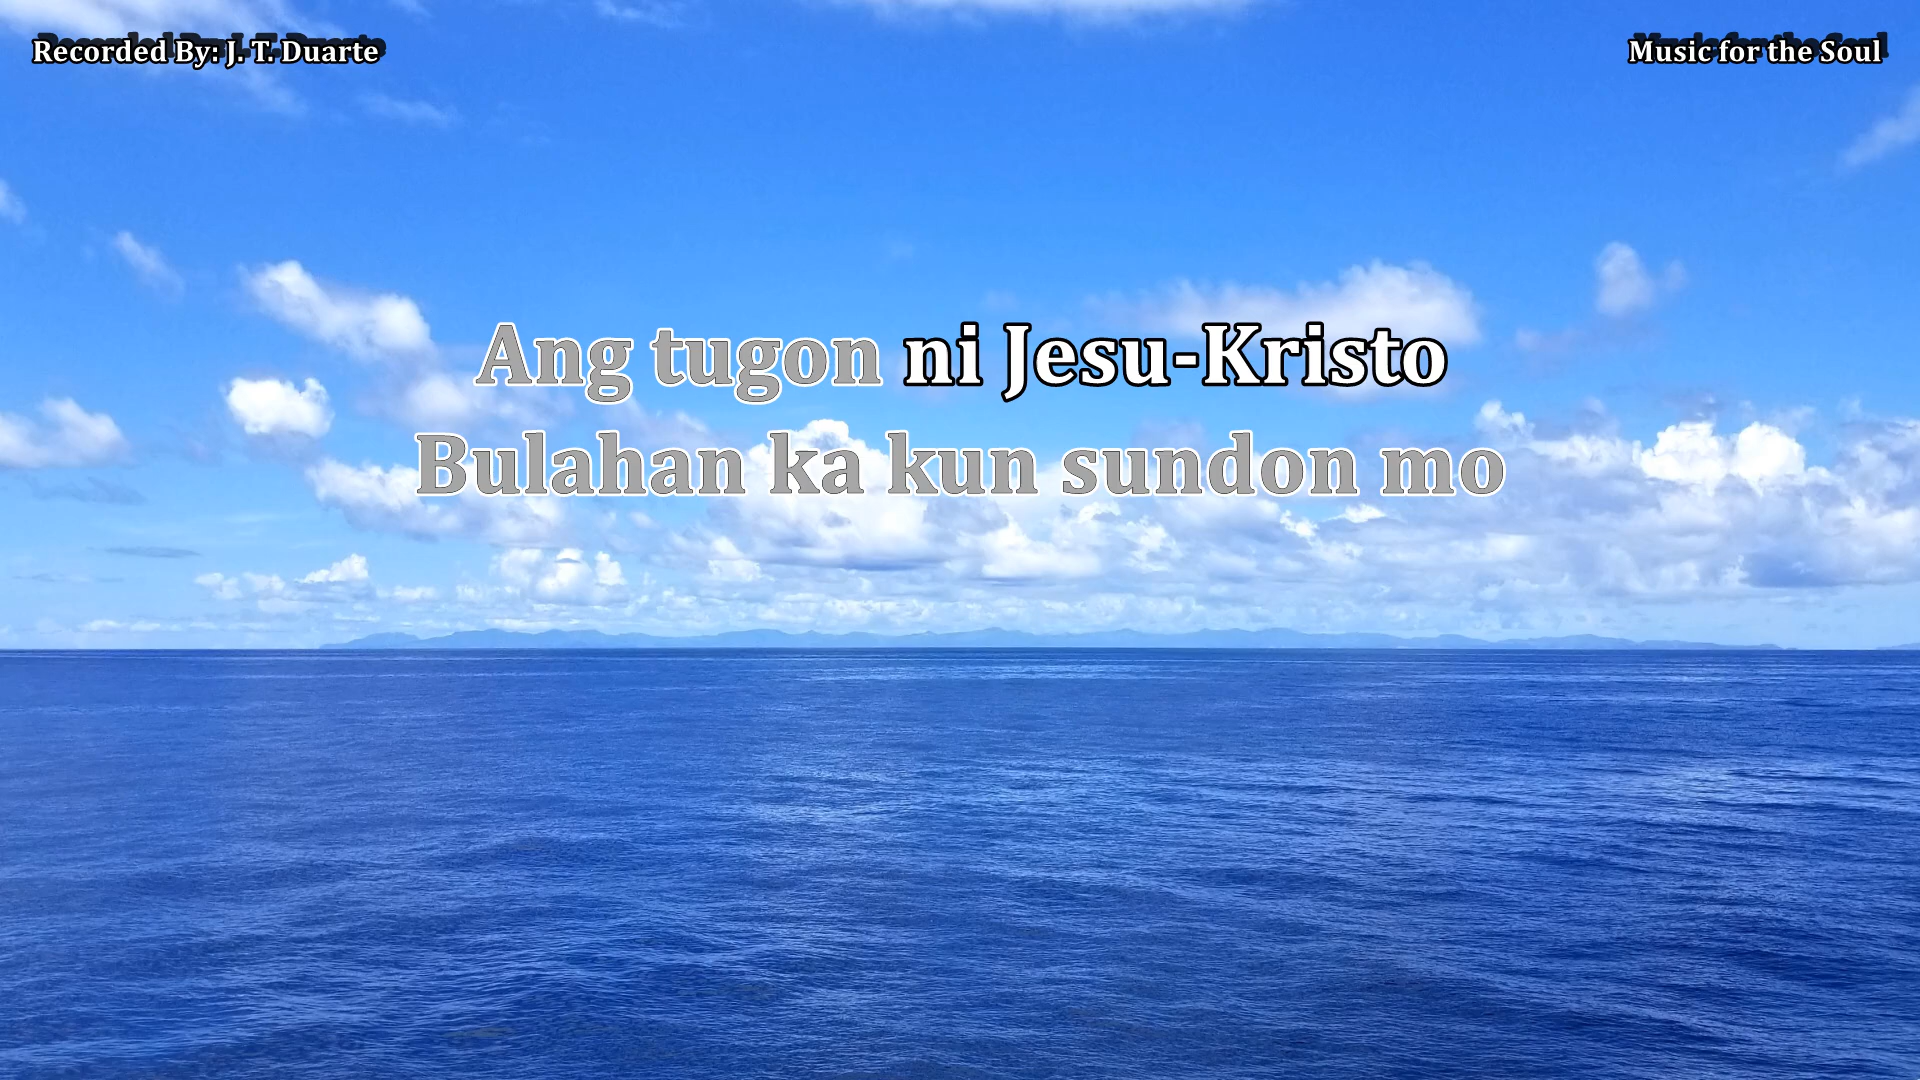 Recorded By: J. T. Duarte
Music for the Soul
Ang tugon ni Jesu-Kristo
Bulahan ka kun sundon mo